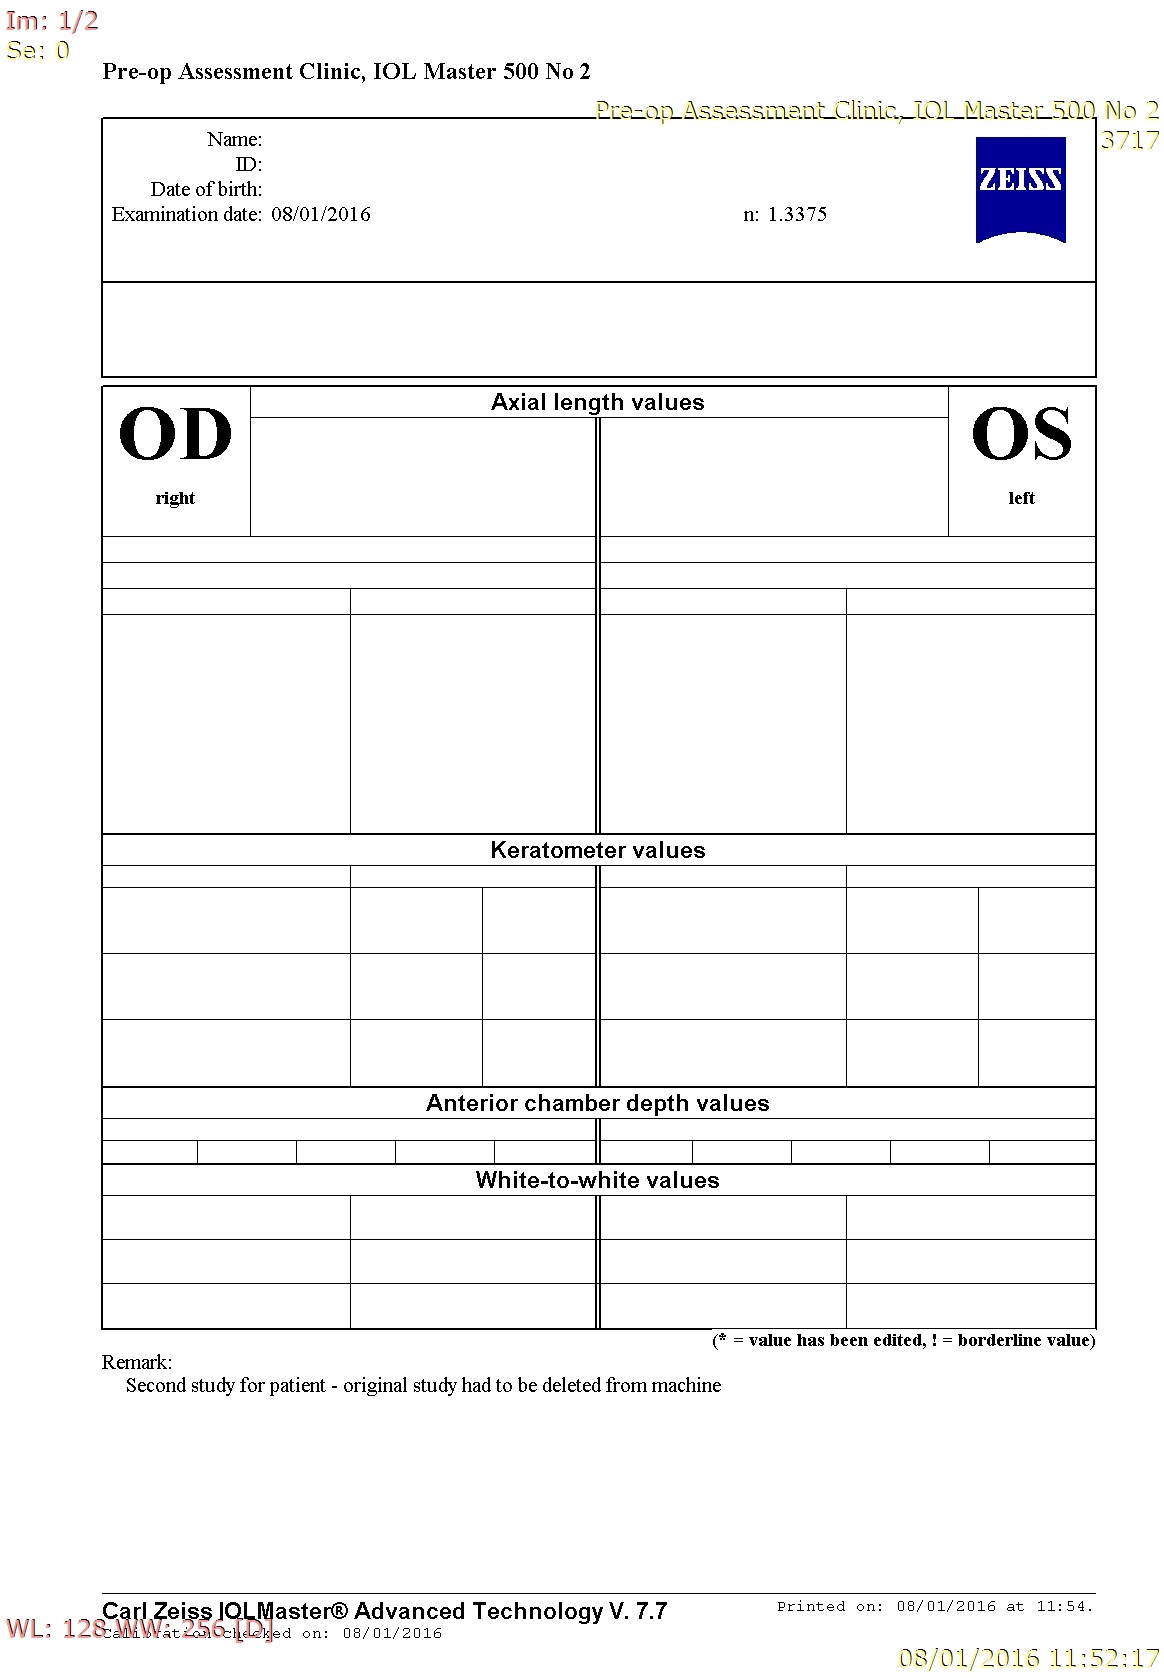 Im: 1/2
Se: 0
Pre-op Assessment Clinic, IOL Master 500 No 2
Pre-op Assessment Clinic, IOL Master 500 No 2
3717
Name:
ID:
Date of birth:
Examination date: 08/01/2016
n: 1.3375
ZEISS
OD
right
Axial length values
OS
left
Keratometer values
Anterior chamber depth values
White-to-white values
(* = value has been edited, ! = borderline value)
Remark:
Second study for patient - original study had to be deleted from machine
Carl Zeiss IOLMaster® Advanced Technology V. 7.7
Printed on: 08/01/2016 at 11:54.
WL: 128 WW: 256 [D]
Calibration checked on: 08/01/2016
08/01/2016 11:52:17